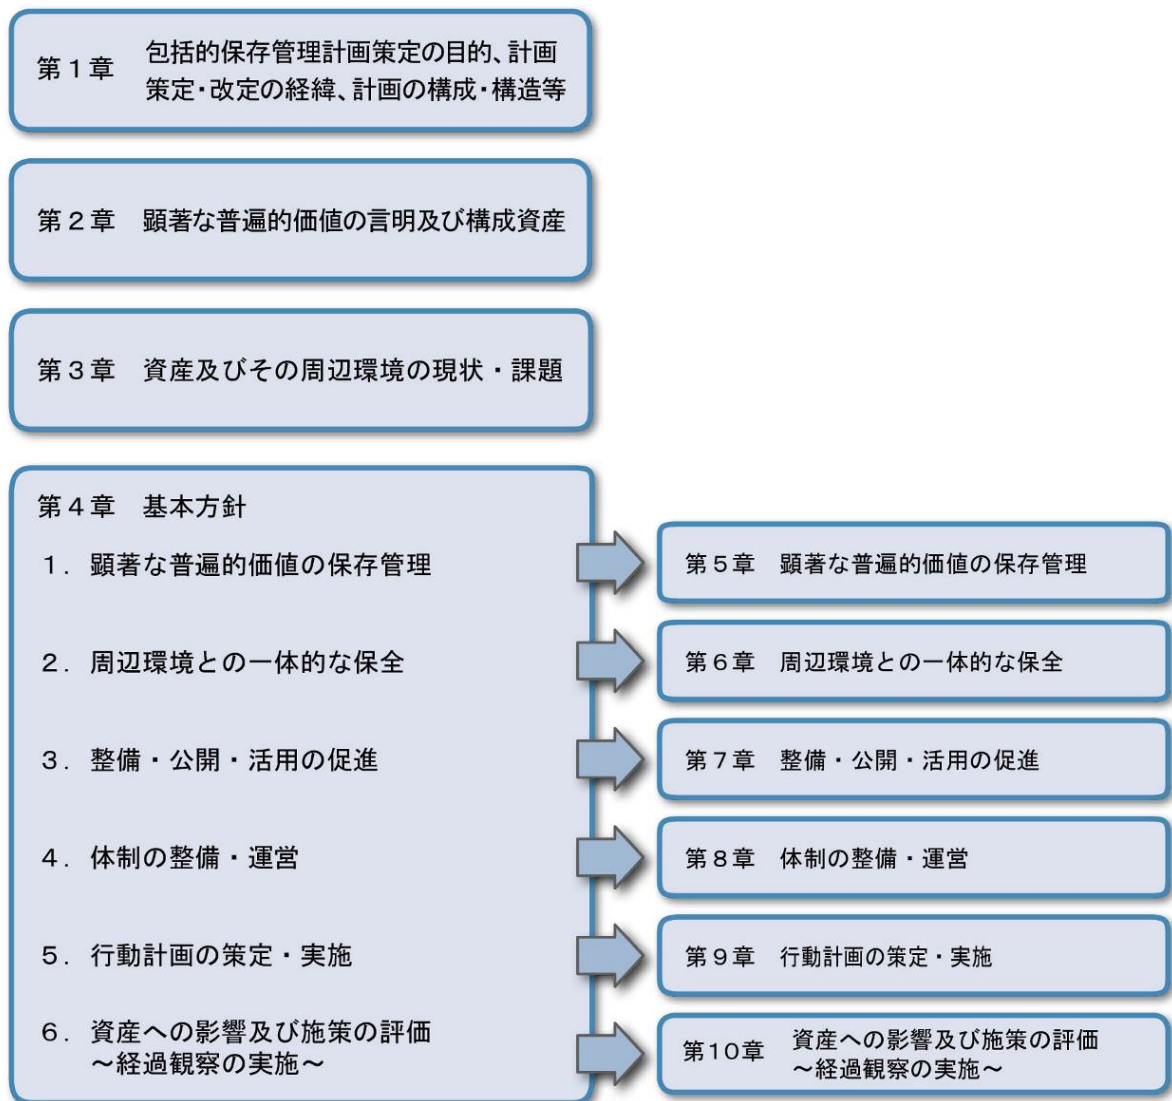 第1章 包括的保存管理計画策定の目的、計画
策定・改定の経緯、計画の構成・構造等
第2章 顕著な普遍的価値の言明及び構成資産
第3章 資産及びその周辺環境の現状・課題
第4章 基本方針
1. 顕著な普遍的価値の保存管理
第5章 顕著な普遍的価値の保存管理
2. 周辺環境との一体的な保全
第6章 周辺環境との一体的な保全
3. 整備・公開・活用の促進
第7章 整備・公開・活用の促進
4. 体制の整備・運営
第8章 体制の整備・運営
5. 行動計画の策定・実施
第9章 行動計画の策定・実施
6. 資産への影響及び施策の評価
～経過観察の実施～
第10章 資産への影響及び施策の評価
～経過観察の実施～